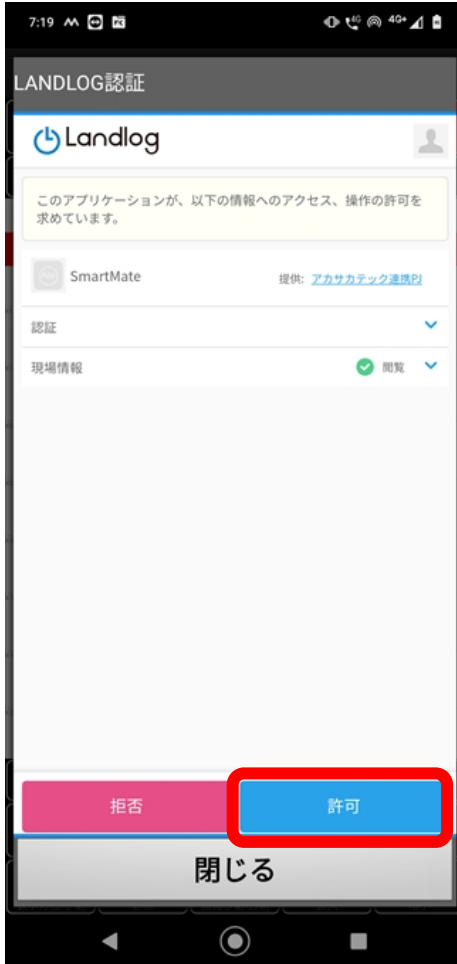 7:19
4G
4G+
LANDLOG認証
Landlog
このアプリケーションが、以下の情報へのアクセス、操作の許可を
求めています。
SmartMate
提供: アカサカテック連携PJ
認証
現場情報
閲覧
拒否
許可
閉じる